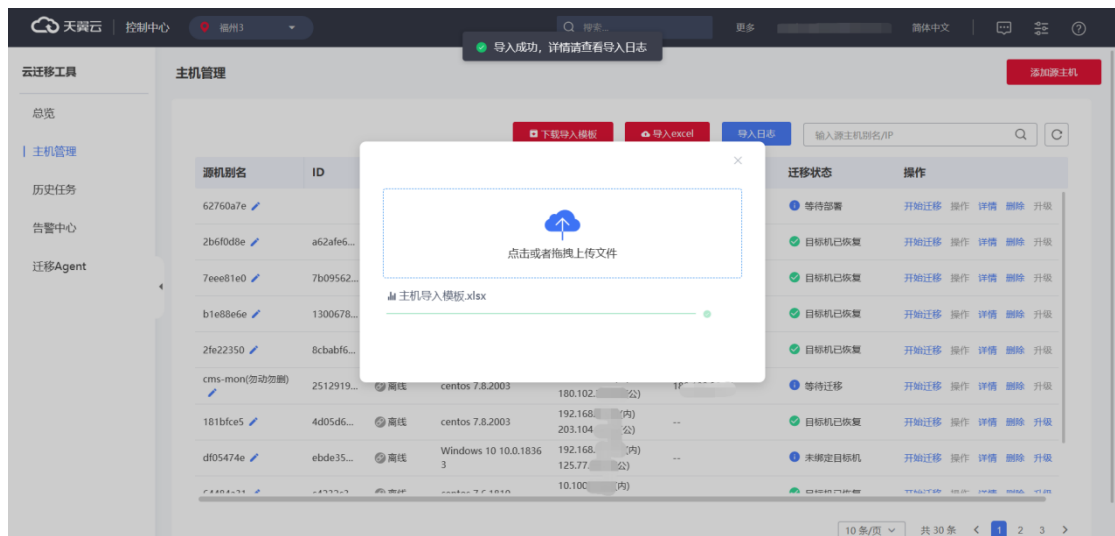 天翼云 控制中心 福州3 搜索... 更多 简体中文
导入成功，详情请查看导入日志
云迁移工具
总览
主机管理
历史任务
告警中心
迁移Agent
主机管理 添加源主机
下载导入模板 导入excel 导入日志 输入源主机别名/IP
源机别名 ID 迁移状态 操作
62760a7e 等待部署 开始迁移 操作 详情 删除 升级
2b6f0d8e a62afe6... 目标机已恢复 开始迁移 操作 详情 删除 升级
7eee81e0 7b09562... 目标机已恢复 开始迁移 操作 详情 删除 升级
b1e88e6e 1300678... 目标机已恢复 开始迁移 操作 详情 删除 升级
2fe22350 8cbabf6... 目标机已恢复 开始迁移 操作 详情 删除 升级
cms-mon(勿动勿删) 2512919... 离线 centos 7.8.2003 180.102. 公) 等待迁移 开始迁移 操作 详情 删除 升级
181bfce5 4d05d6... 离线 centos 7.8.2003 192.168. (内) -- 目标机已恢复 开始迁移 操作 详情 删除 升级
203.104 公)
df05474e ebde35... 离线 Windows 10 10.0.1836 192.168. (内) -- 未绑定目标机 开始迁移 操作 详情 删除 升级
3 125.77. 公)
10.100 内)
点击或者拖拽上传文件
主机导入模板.xlsx
10 条/页 共 30 条 1 2 3